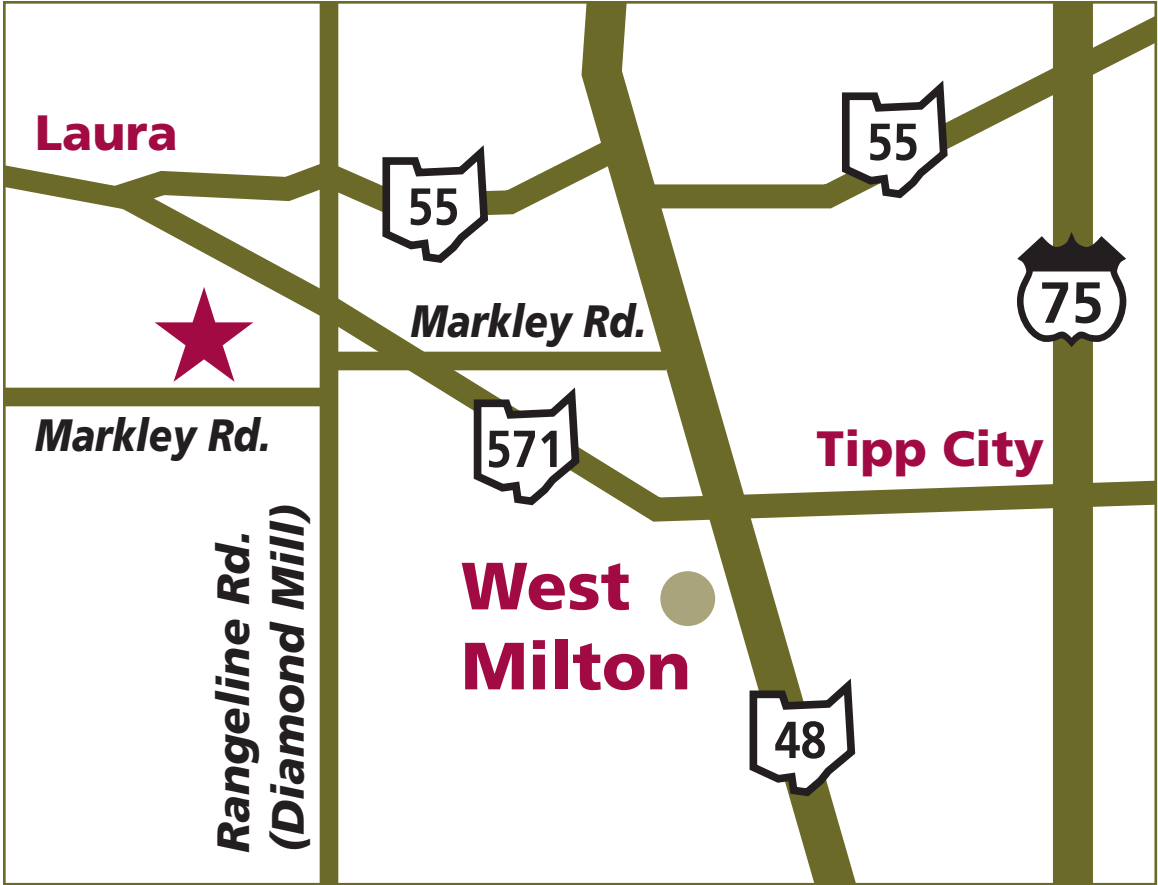 Laura
55
55
75
Markley Rd.
Markley Rd.
571
Tipp City
Rangeline Rd.
(Diamond Mill)
West
Milton
48